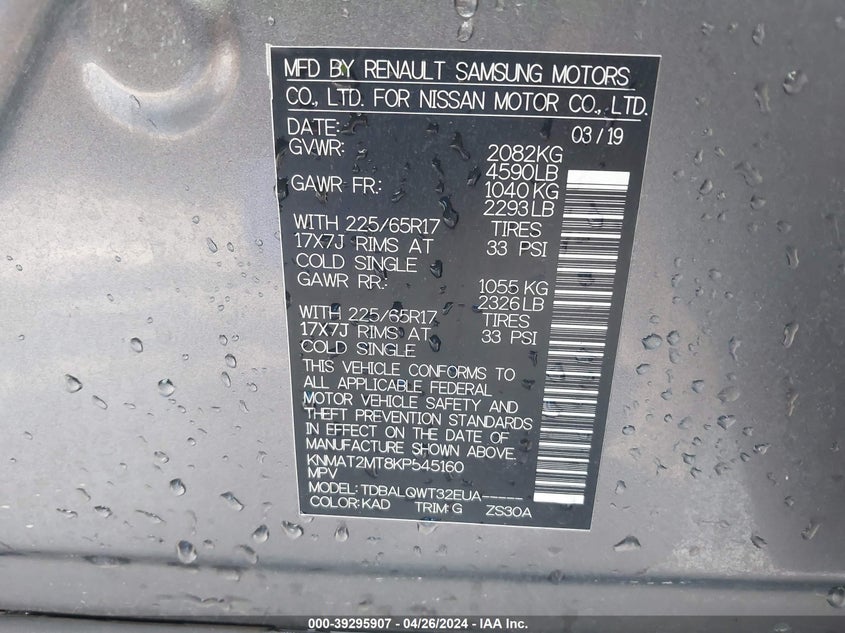 MFD BY RENAULT SAMSUNG MOTORS
CO., LTD. FOR NISSAN MOTOR CO., LTD.
DATE: 03/19
GVWR: 2082KG
4590LB
GAWR FR: 1040 KG
2293LB
WITH 225/65R17 TIRES
17X7J RIMS AT 33 PSI
COLD SINGLE
GAWR RR: 1055 KG
2326LB
WITH 225/65R17 TIRES
17X7J RIMS AT 33 PSI
COLD SINGLE
THIS VEHICLE CONFORMS TO
ALL APPLICABLE FEDERAL
MOTOR VEHICLE SAFETY AND
THEFT PREVENTION STANDARDS
IN EFFECT ON THE DATE OF
MANUFACTURE SHOWN ABOVE.
KNMAT2MT8KP545160
MPV
MODEL: TDBALQWT32EUA-----
COLOR:KAD TRIM:G ZS30A
000-39295907 - 04/26/2024 - IAA Inc.